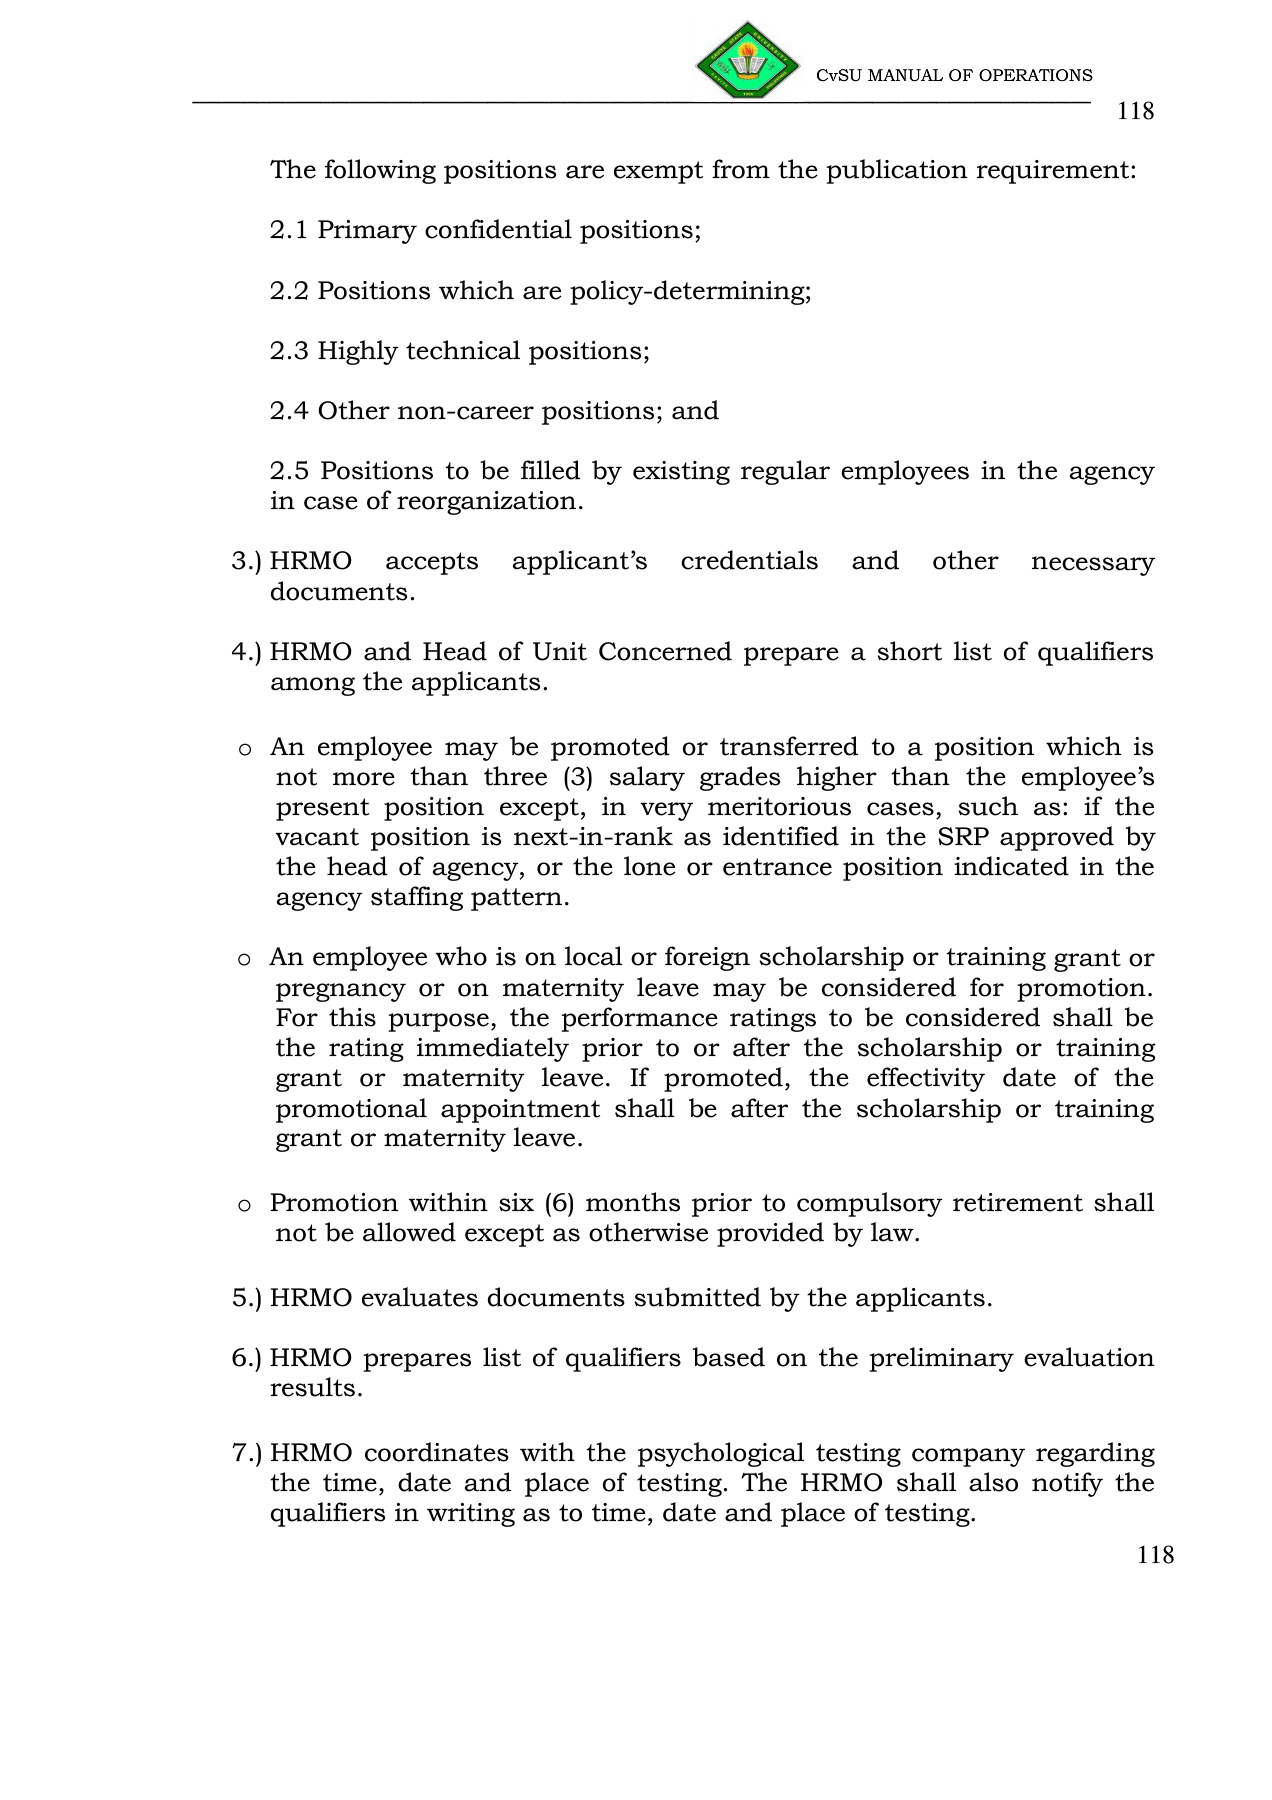 CvSU MANUAL OF OPERATIONS
118
The following positions are exempt from the publication requirement:
2.1 Primary confidential positions;
2.2 Positions which are policy-determining;
2.3 Highly technical positions;
2.4 Other non-career positions; and
2.5 Positions to be filled by existing regular employees in the agency
in case of reorganization.
3.) HRMO accepts applicant’s credentials and other necessary
documents.
4.) HRMO and Head of Unit Concerned prepare a short list of qualifiers
among the applicants.
o An employee may be promoted or transferred to a position which is
not more than three (3) salary grades higher than the employee’s
present position except, in very meritorious cases, such as: if the
vacant position is next-in-rank as identified in the SRP approved by
the head of agency, or the lone or entrance position indicated in the
agency staffing pattern.
o An employee who is on local or foreign scholarship or training grant or
pregnancy or on maternity leave may be considered for promotion.
For this purpose, the performance ratings to be considered shall be
the rating immediately prior to or after the scholarship or training
grant or maternity leave. If promoted, the effectivity date of the
promotional appointment shall be after the scholarship or training
grant or maternity leave.
o Promotion within six (6) months prior to compulsory retirement shall
not be allowed except as otherwise provided by law.
5.) HRMO evaluates documents submitted by the applicants.
6.) HRMO prepares list of qualifiers based on the preliminary evaluation
results.
7.) HRMO coordinates with the psychological testing company regarding
the time, date and place of testing. The HRMO shall also notify the
qualifiers in writing as to time, date and place of testing.
118